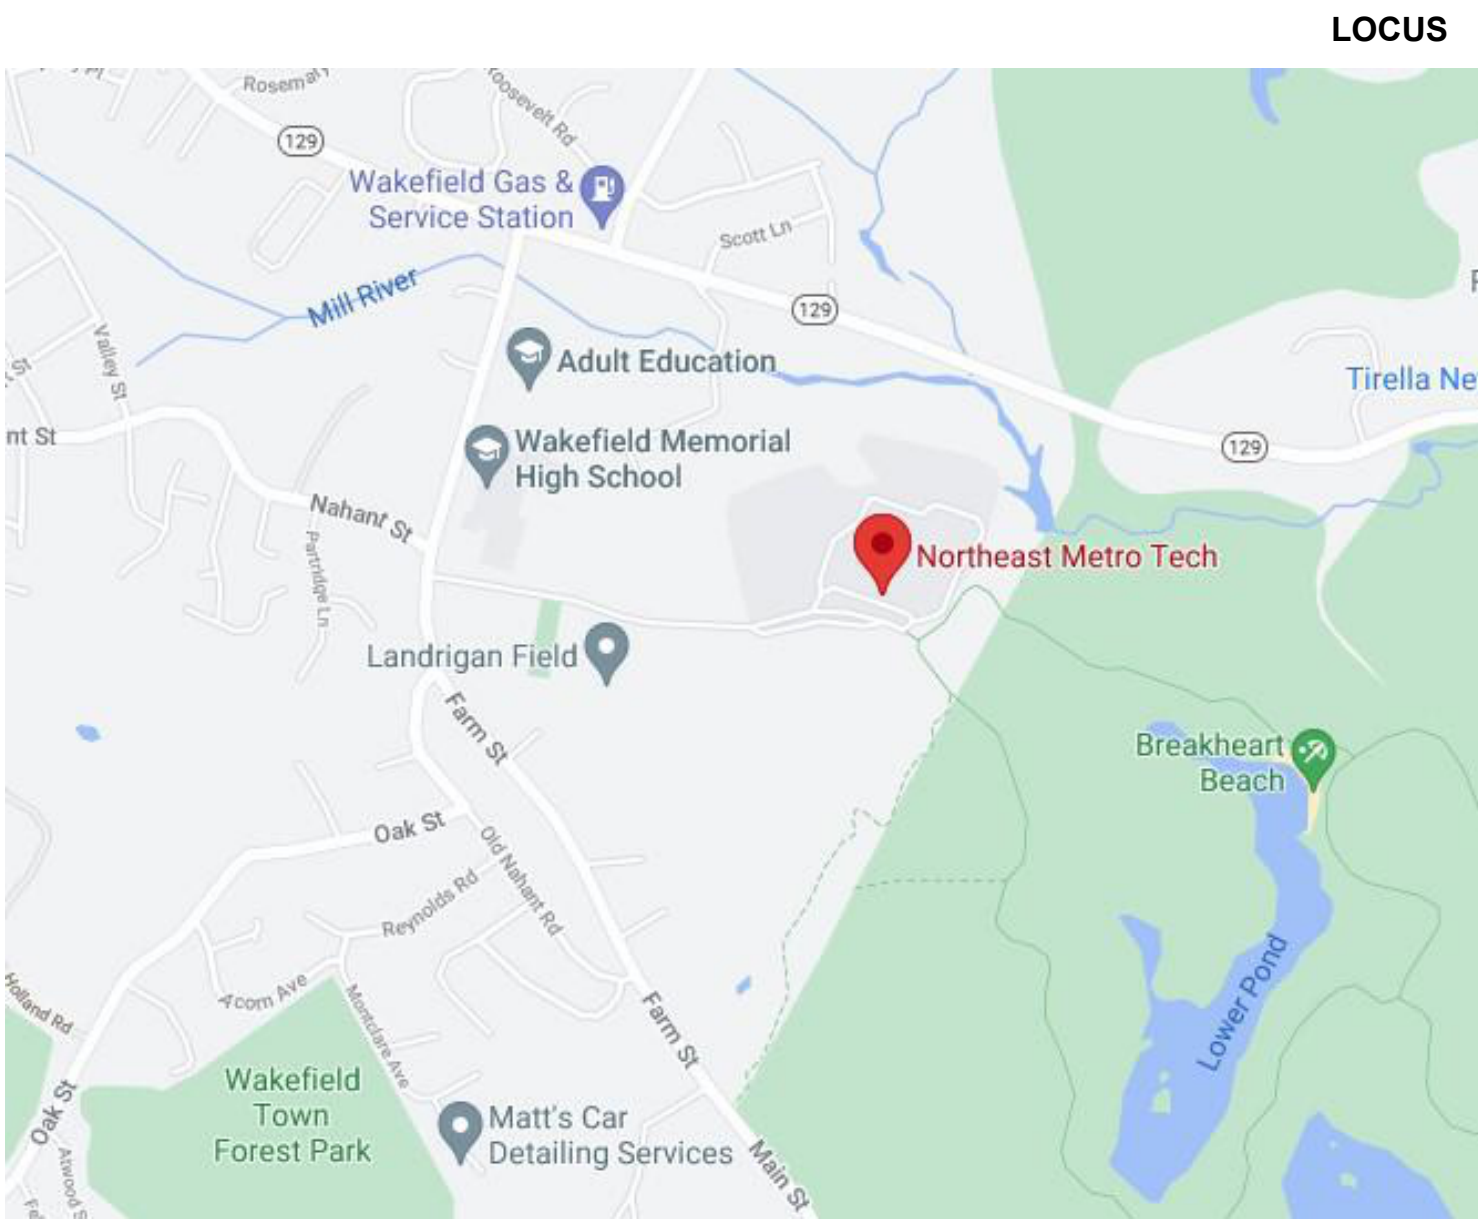 LOCUS
Rosemary
Roosevelt Rd
129
Wakefield Gas &
Service Station
Scott Ln
Mill River
129
Valley St
Adult Education
Tirella Ne
nt St
129
Wakefield Memorial
High School
Nahant St
Partridge Ln
Northeast Metro Tech
Landrigan Field
Farm St
Breakheart
Beach
Oak St
Old Nahant Rd
Reynolds Rd
Lower Pond
Acorn Ave
Holland Rd
Montclare Ave
Farm St
Wakefield
Town
Forest Park
Oak St
Matt's Car
Detailing Services
Atwood S
Main St